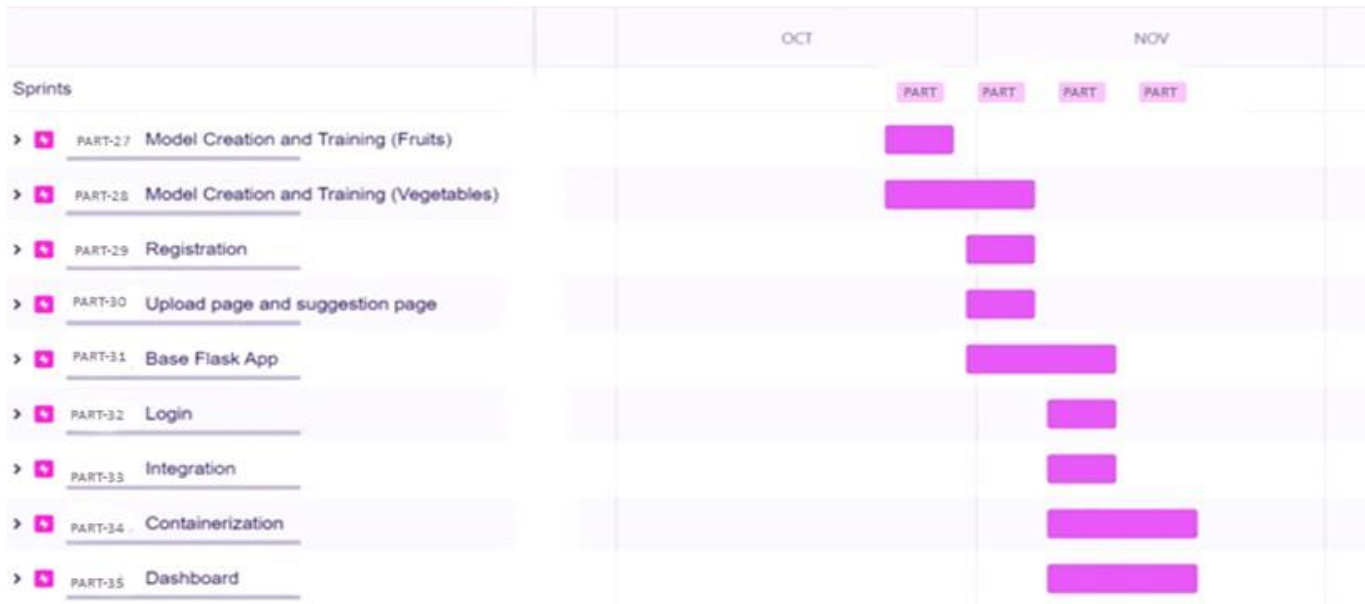 OCT NOV
Sprints PART PART PART PART
PART-27 Model Creation and Training (Fruits)
PART-28 Model Creation and Training (Vegetables)
PART-29 Registration
PART-30 Upload page and suggestion page
PART-31 Base Flask App
PART-32 Login
PART-33 Integration
PART-34 Containerization
PART-35 Dashboard